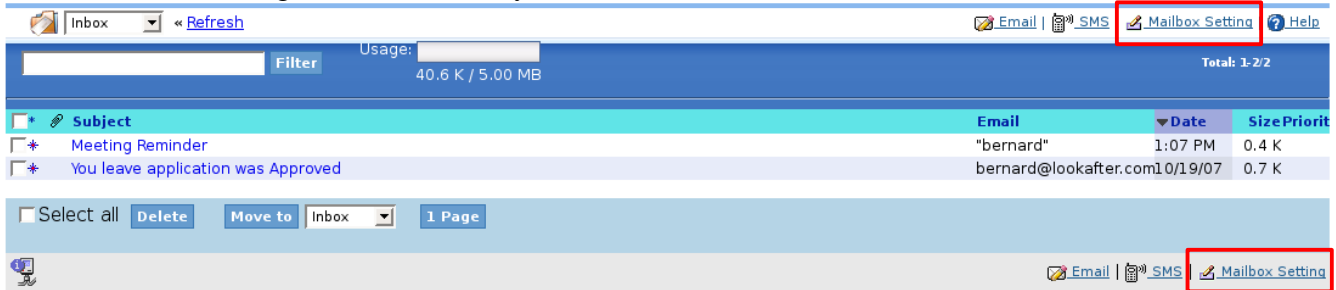 Inbox « Refresh Email | SMS Mailbox Setting Help
Usage:
Filter
40.6 K / 5.00 MB
Total: 1-2/2
* Subject Email Date Size Priorit
* Meeting Reminder "bernard" 1:07 PM 0.4 K
* You leave application was Approved bernard@lookafter.com 10/19/07 0.7 K
Select all Delete Move to Inbox 1 Page
Email | SMS | Mailbox Setting